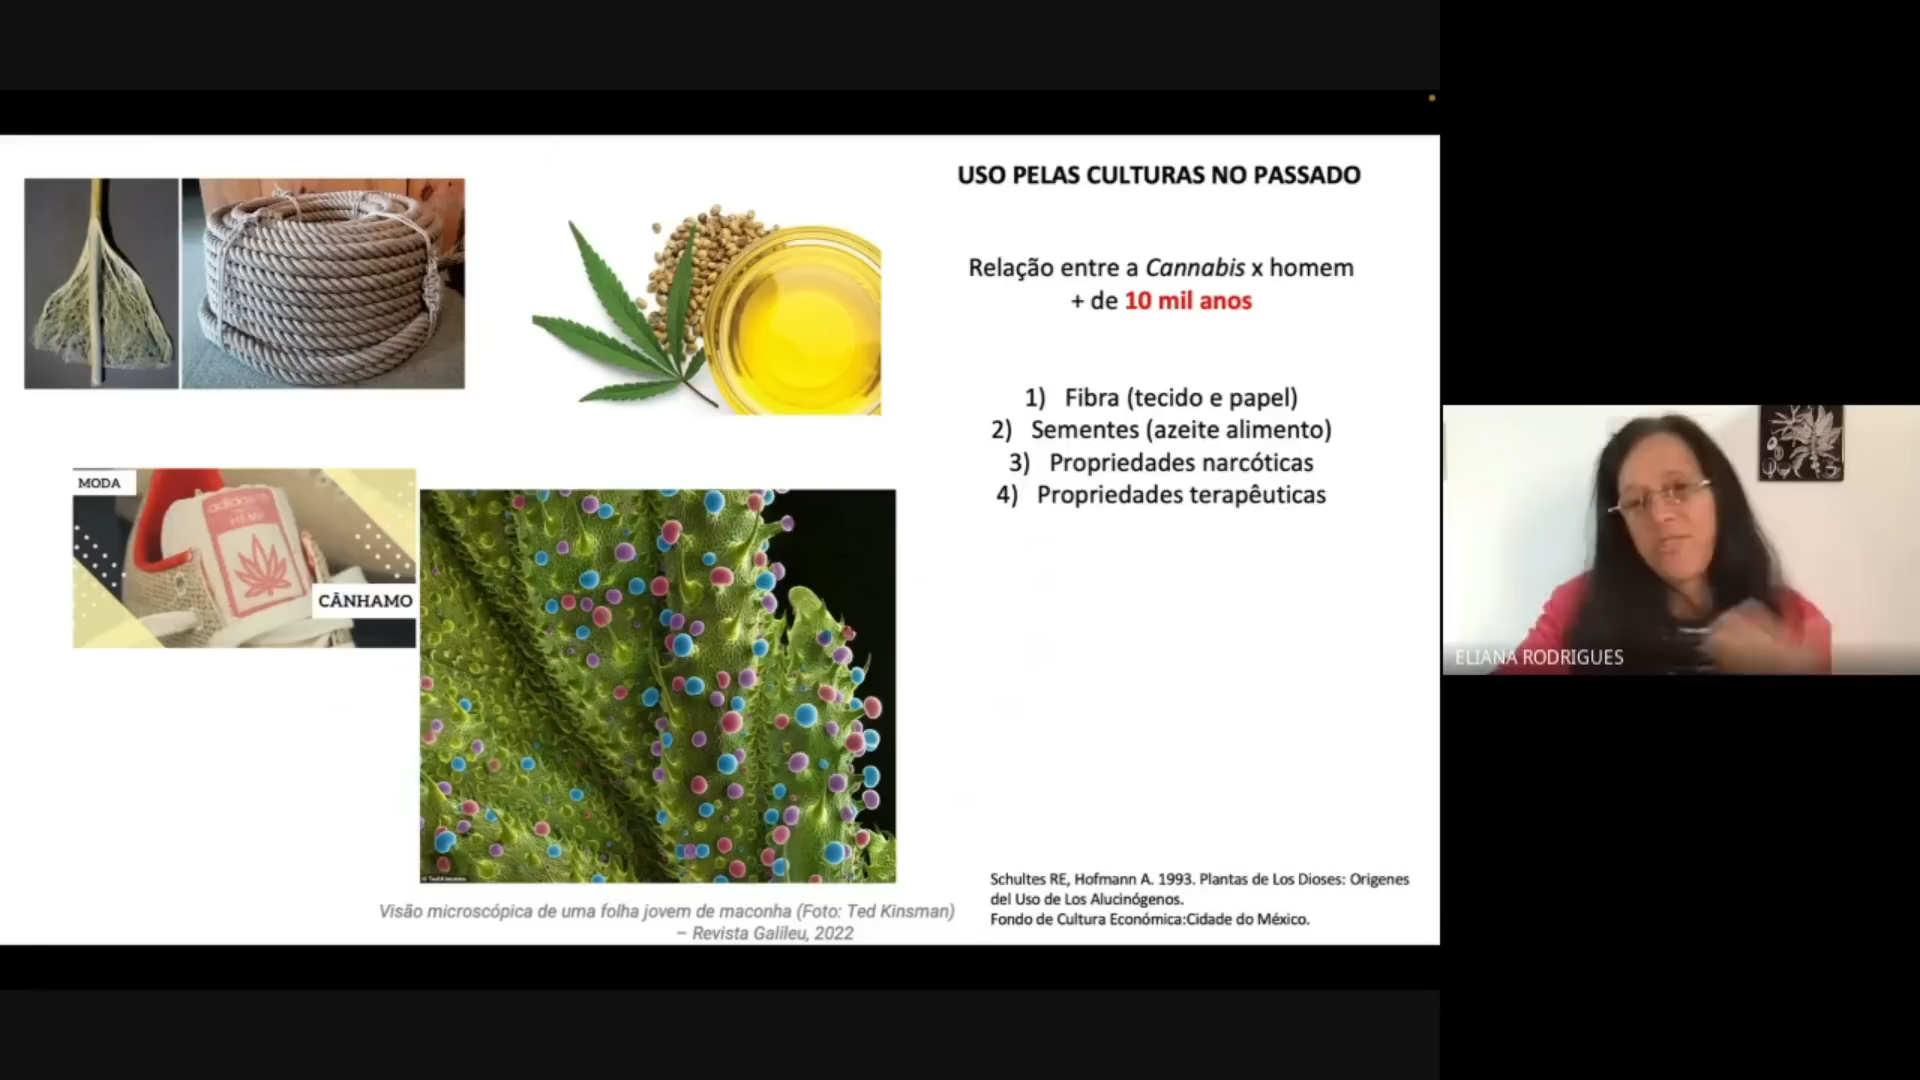 USO PELAS CULTURAS NO PASSADO
Relação entre a Cannabis x homem
+ de 10 mil anos
1) Fibra (tecido e papel)
2) Sementes (azeite alimento)
3) Propriedades narcóticas
4) Propriedades terapêuticas
MODA
adidas
HEMP
CÂNHAMO
Visão microscópica de uma folha jovem de maconha (Foto: Ted Kinsman)
– Revista Galileu, 2022
Schultes RE, Hofmann A. 1993. Plantas de Los Dioses: Origenes
del Uso de Los Alucinógenos.
Fondo de Cultura Económica:Cidade do México.
ELIANA RODRIGUES